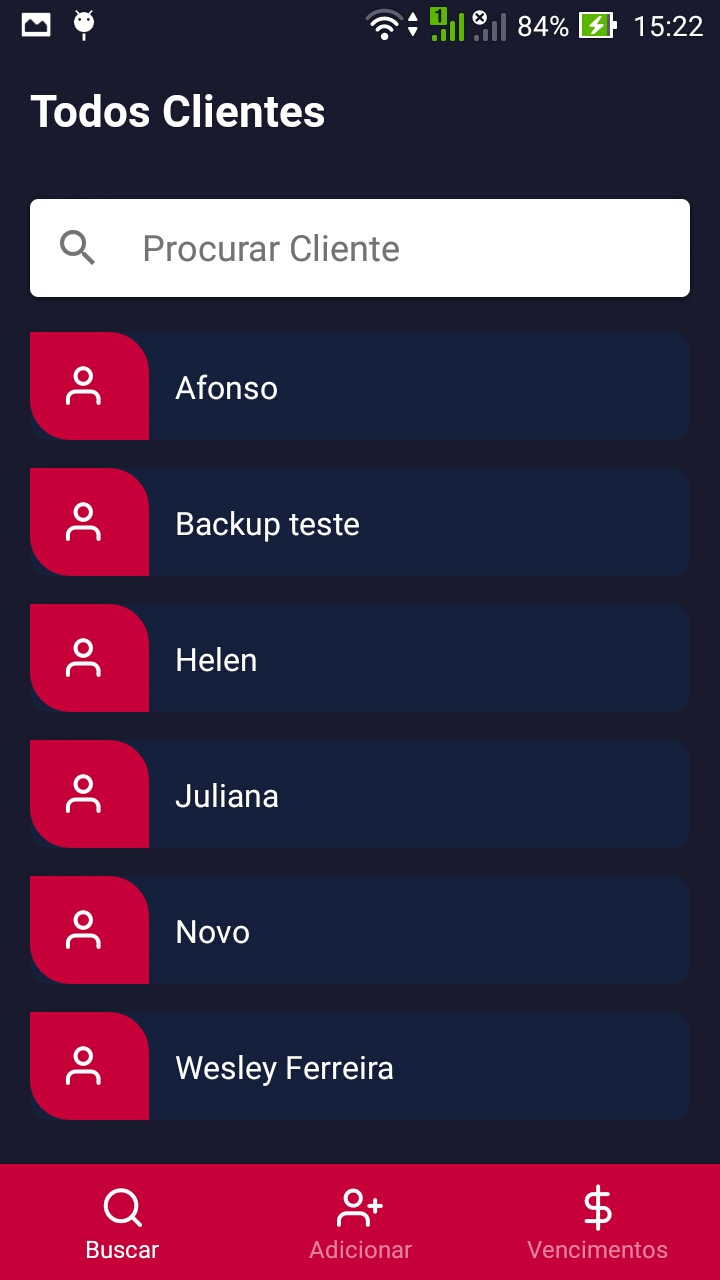 1 84% 15:22
Todos Clientes
Procurar Cliente
Afonso
Backup teste
Helen
Juliana
Novo
Wesley Ferreira
Buscar Adicionar Vencimentos